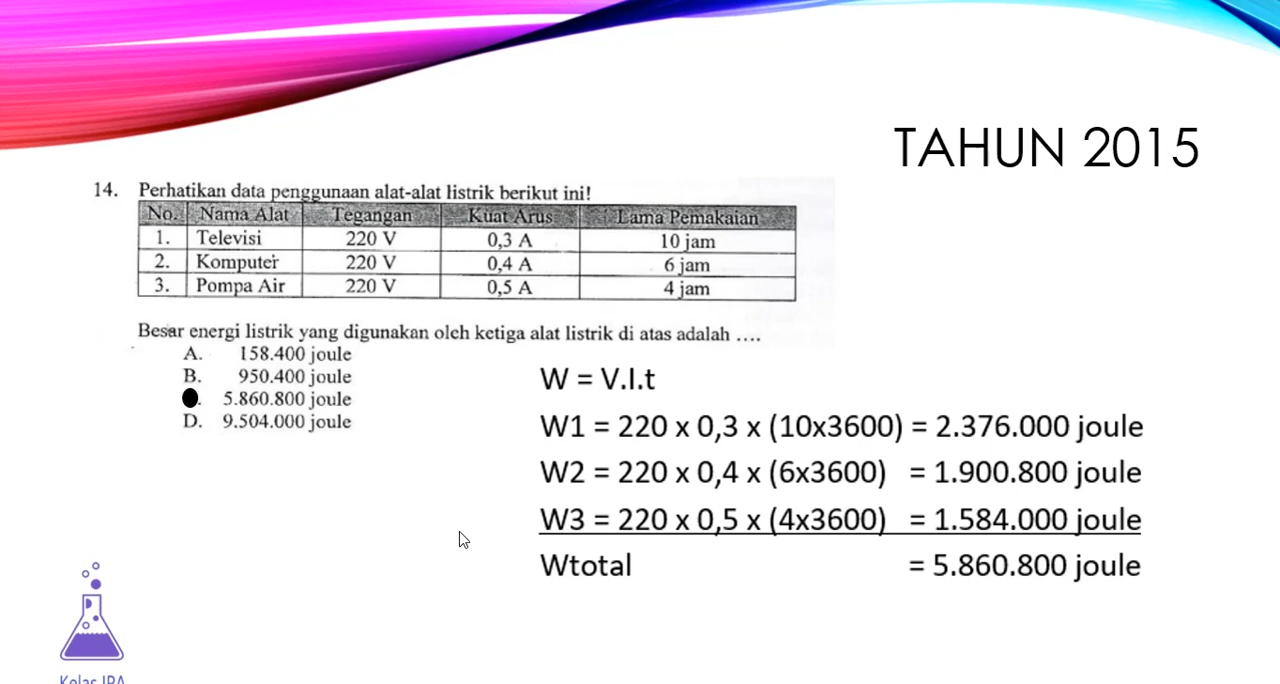 TAHUN 2015
14. Perhatikan data penggunaan alat-alat listrik berikut ini!
No. Nama Alat Tegangan Kuat Arus Lama Pemakaian
1. Televisi 220 V 0,3 A 10 jam
2. Komputer 220 V 0,4 A 6 jam
3. Pompa Air 220 V 0,5 A 4 jam
Besar energi listrik yang digunakan oleh ketiga alat listrik di atas adalah ....
A. 158.400 joule
B. 950.400 joule
5.860.800 joule
D. 9.504.000 joule
W = V.I.t
W1 = 220 x 0,3 x (10x3600) = 2.376.000 joule
W2 = 220 x 0,4 x (6x3600) = 1.900.800 joule
W3 = 220 x 0,5 x (4x3600) = 1.584.000 joule
Wtotal = 5.860.800 joule
Kelas IPA